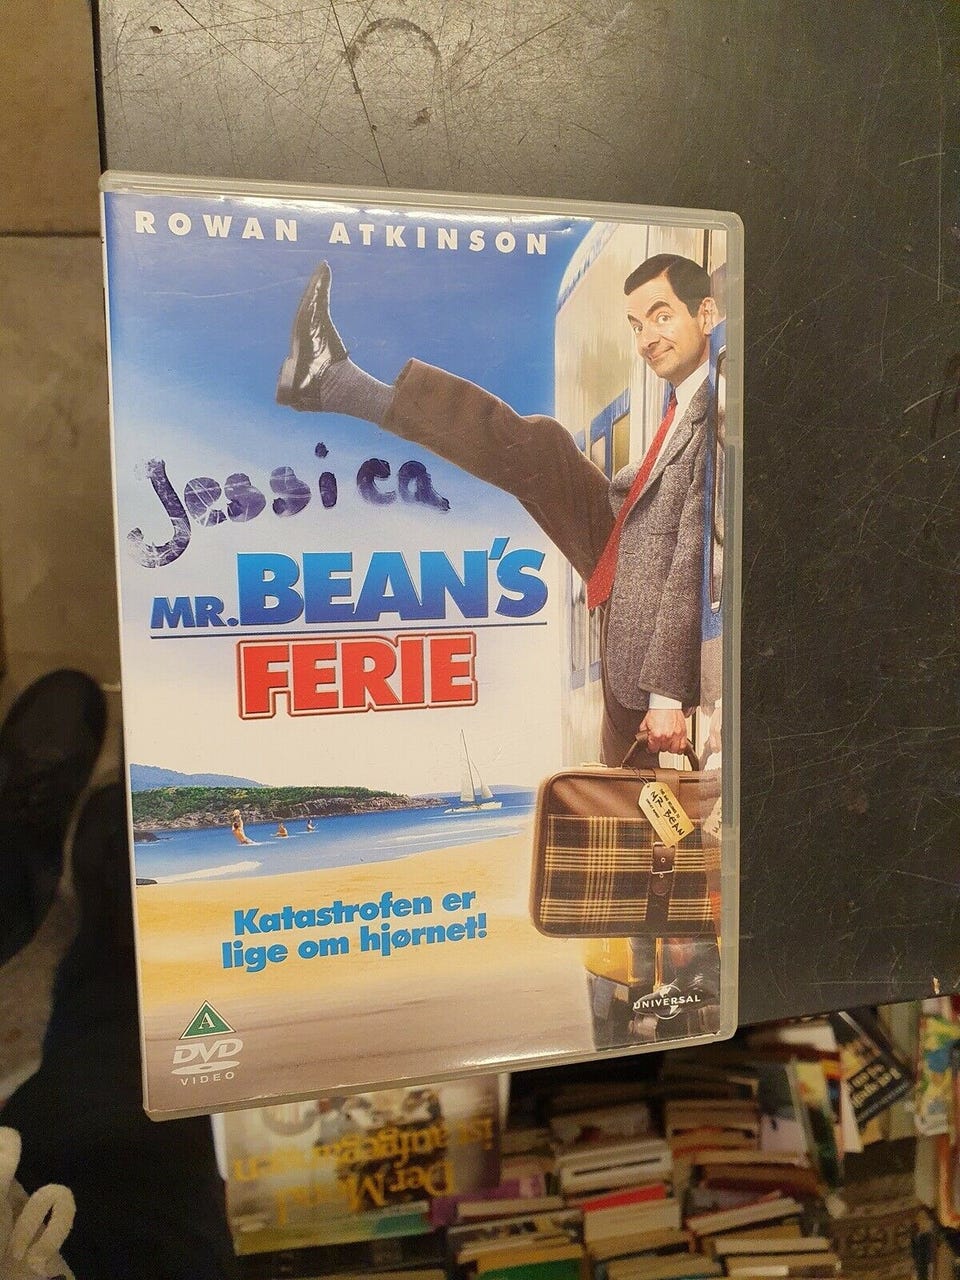 ROWAN ATKINSON
Jessica
MR. BEAN'S
FERIE
MR. BEAN
Katastrofen er
lige om hjørnet!
UNIVERSAL
A
DVD
VIDEO
Der Mond
ist aufgegangen